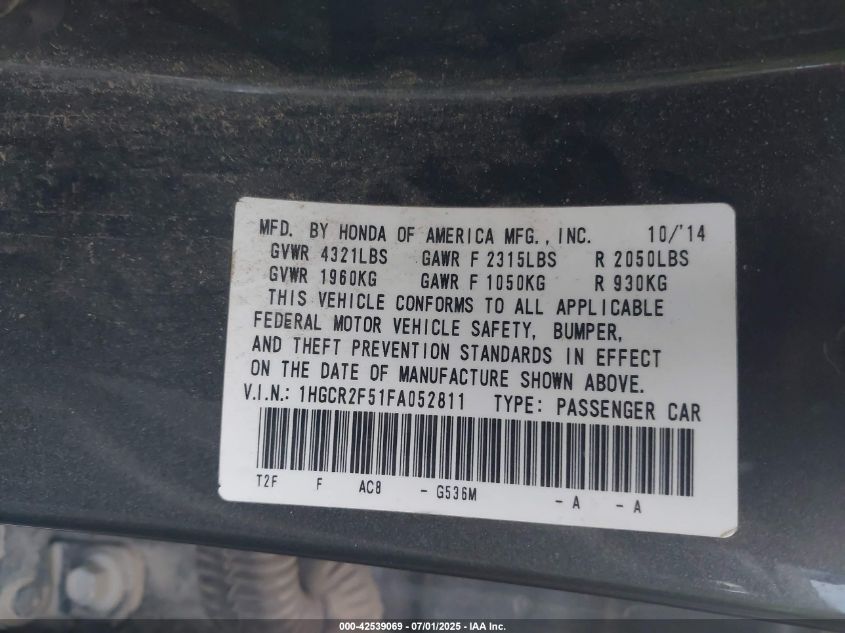 MFD. BY HONDA OF AMERICA MFG., INC. 10/'14
GVWR 4321LBS GAWR F 2315LBS R 2050LBS
GVWR 1960KG GAWR F 1050KG R 930KG
THIS VEHICLE CONFORMS TO ALL APPLICABLE
FEDERAL MOTOR VEHICLE SAFETY, BUMPER,
AND THEFT PREVENTION STANDARDS IN EFFECT
ON THE DATE OF MANUFACTURE SHOWN ABOVE.
V.I.N.: 1HGCR2F51FA052811 TYPE: PASSENGER CAR
T2F F AC8 - G536M - A - A
000-42539069 - 07/01/2025 - IAA Inc.